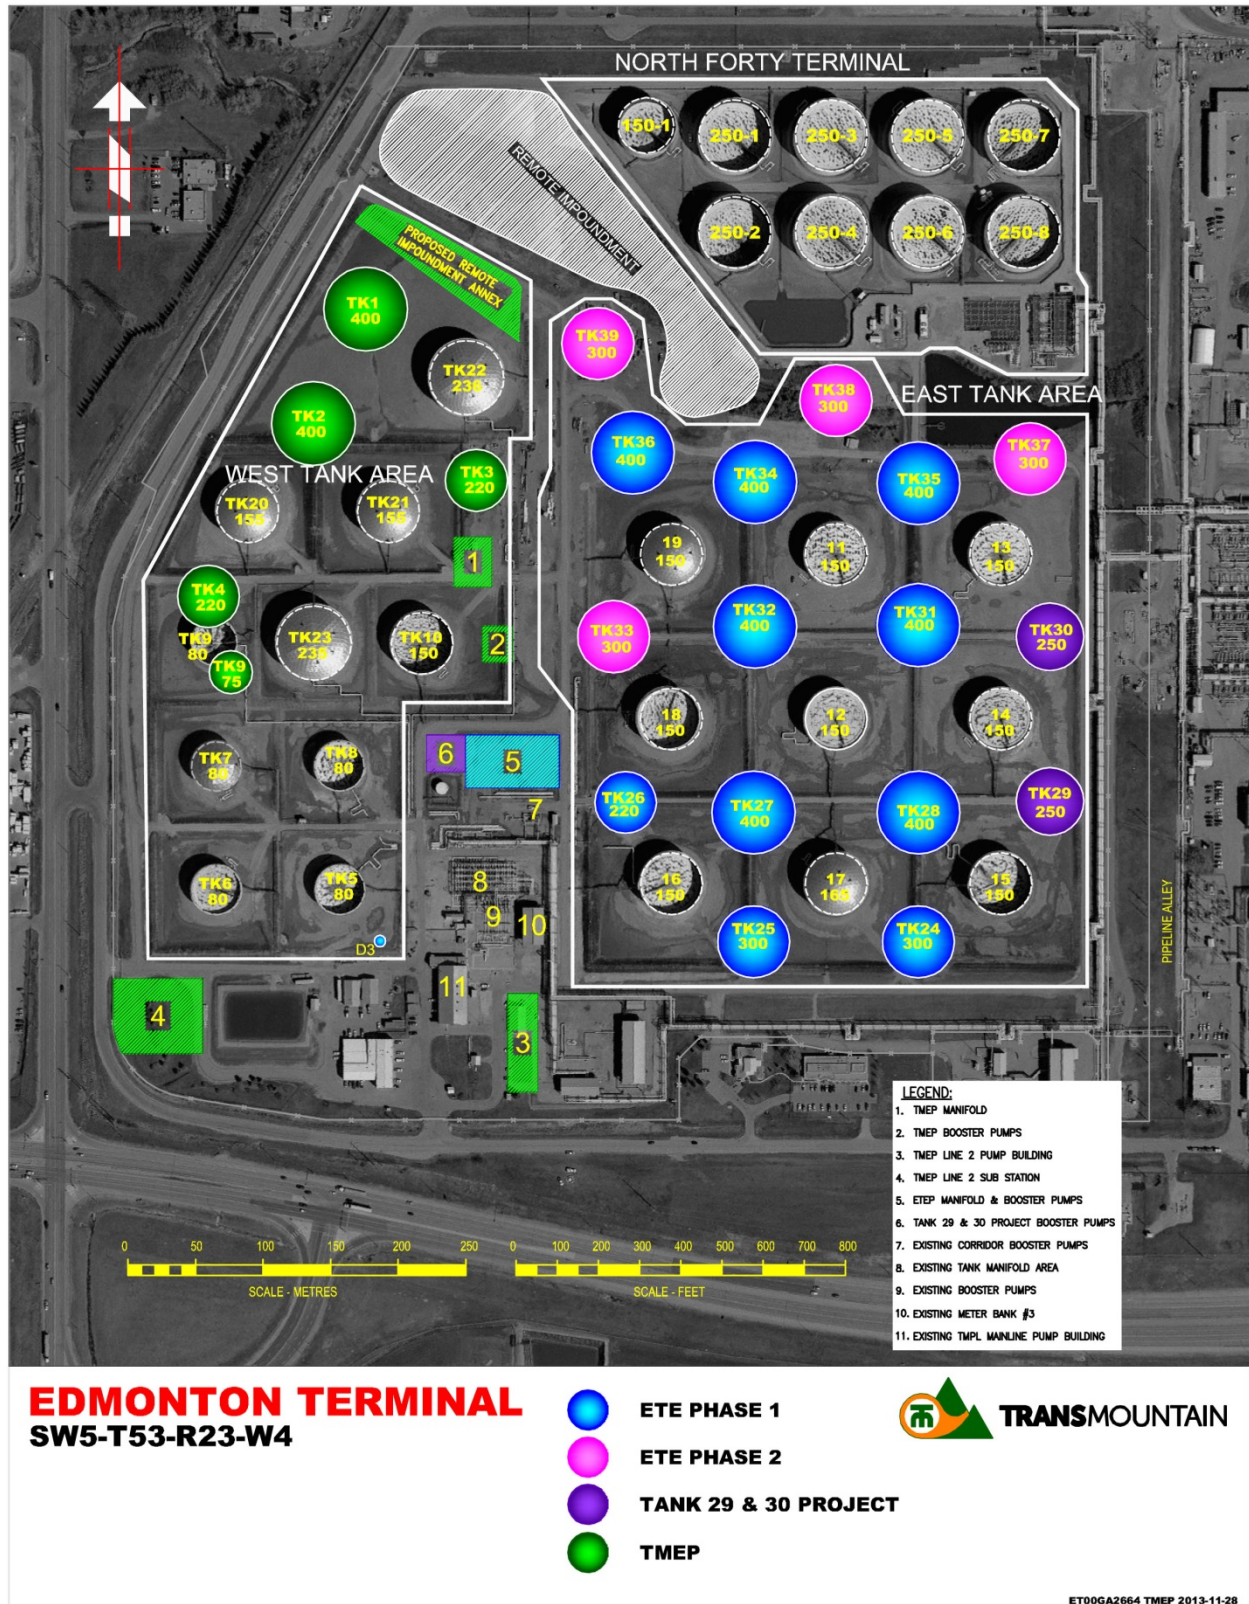 NORTH FORTY TERMINAL
150-1
250-1
250-3
250-5
250-7
REMOTE IMPOUNDMENT
250-2
250-4
250-6
250-8
PROPOSED REMOTE
IMPOUNDMENT ANNEX
TK1
400
TK39
300
TK22
236
TK38
300
EAST TANK AREA
TK2
400
TK36
400
TK37
300
WEST TANK AREA
TK3
220
TK34
400
TK35
400
TK20
155
TK21
155
19
150
11
150
13
150
1
TK4
220
TK9
80
TK23
236
TK10
150
2
TK33
300
TK32
400
TK31
400
TK30
250
TK9
75
18
150
12
150
14
150
TK7
86
TK8
80
6
5
7
TK26
220
TK27
400
TK28
400
TK29
250
TK6
80
TK5
80
8
9
10
16
150
17
165
15
150
D3
TK25
300
TK24
300
PIPELINE ALLEY
11
4
3
LEGEND:
1. TMEP MANIFOLD
2. TMEP BOOSTER PUMPS
3. TMEP LINE 2 PUMP BUILDING
4. TMEP LINE 2 SUB STATION
5. ETEP MANIFOLD & BOOSTER PUMPS
6. TANK 29 & 30 PROJECT BOOSTER PUMPS
7. EXISTING CORRIDOR BOOSTER PUMPS
8. EXISTING TANK MANIFOLD AREA
9. EXISTING BOOSTER PUMPS
10. EXISTING METER BANK #3
11. EXISTING TMPL MAINLINE PUMP BUILDING
0 50 100 150 200 250
SCALE - METRES
0 100 200 300 400 500 600 700 800
SCALE - FEET
EDMONTON TERMINAL
SW5-T53-R23-W4
ETE PHASE 1
ETE PHASE 2
TANK 29 & 30 PROJECT
TMEP
TRANSMOUNTAIN
ET00GA2664 TMEP 2013-11-28